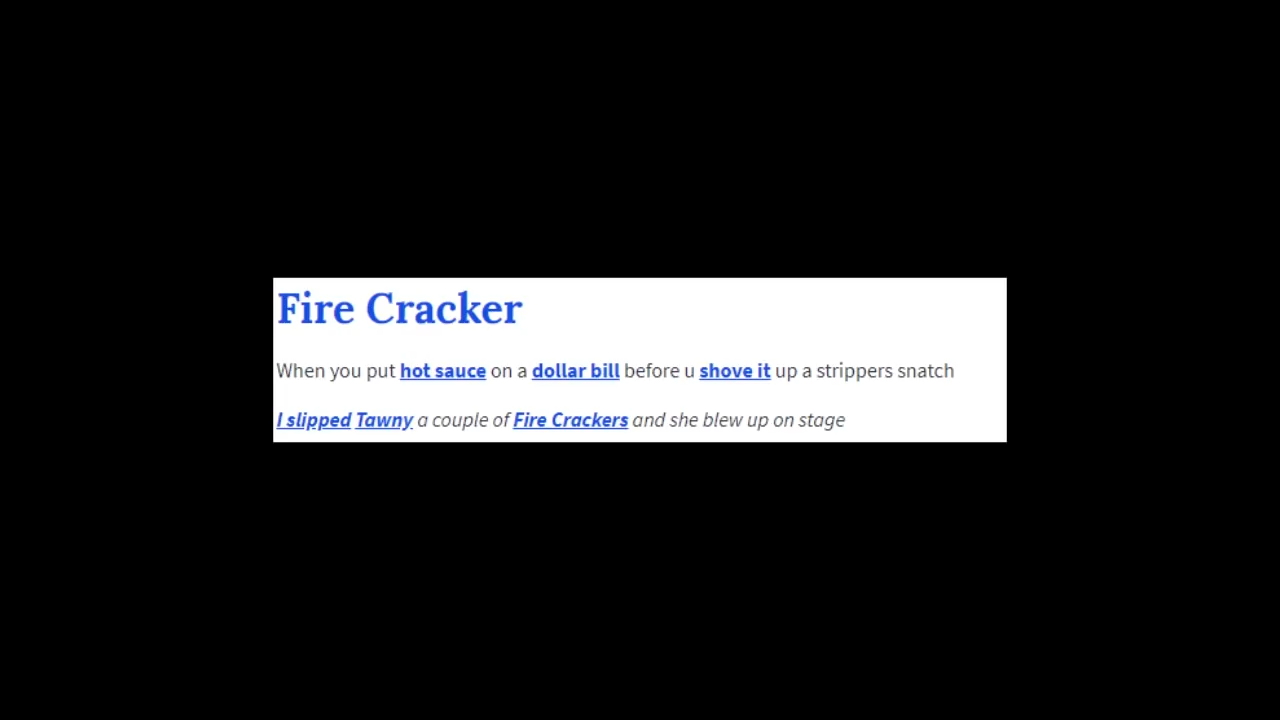 Fire Cracker
When you put hot sauce on a dollar bill before u shove it up a strippers snatch
I slipped Tawny a couple of Fire Crackers and she blew up on stage